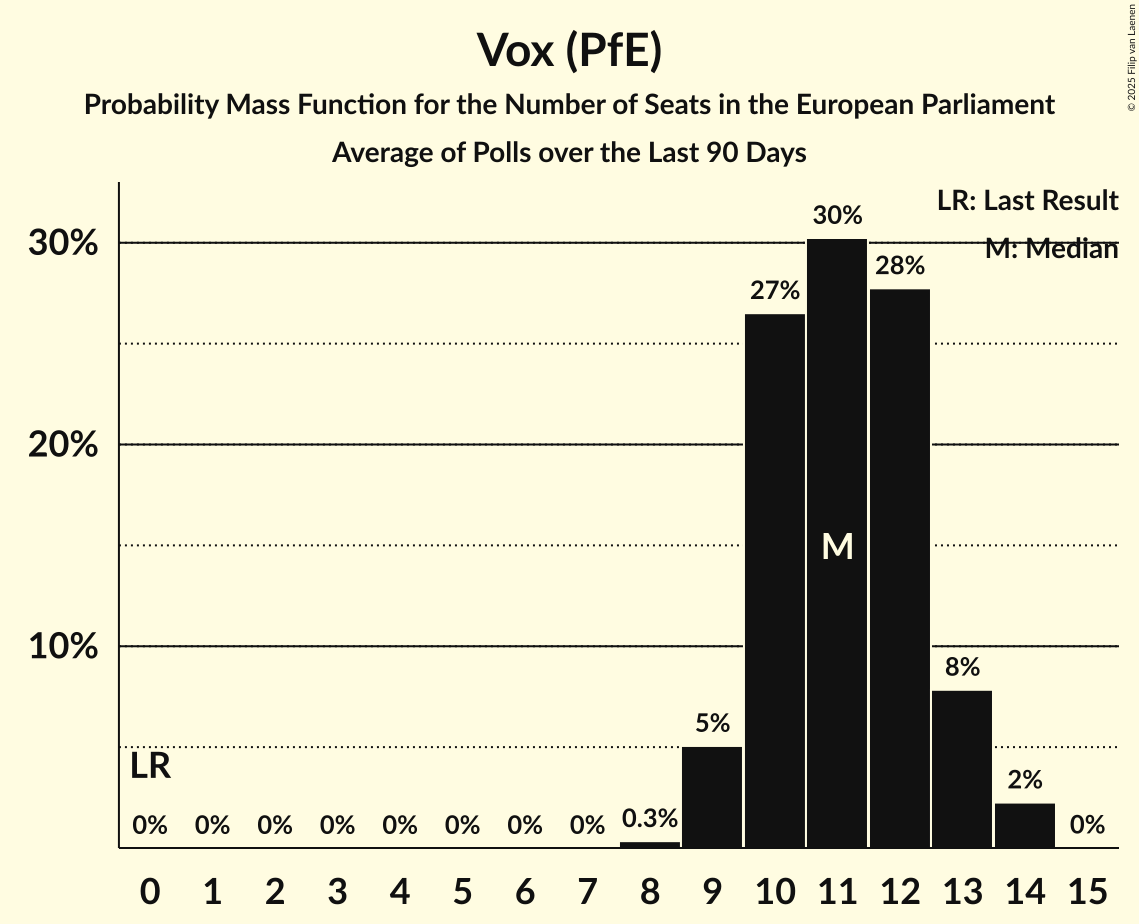 Vox (PfE)
Probability Mass Function for the Number of Seats in the European Parliament
Average of Polls over the Last 90 Days
© 2025 Filip van Laenen
LR: Last Result
M: Median
30%
20%
10%
30%
28%
27%
M
8%
5%
LR
2%
0% 0% 0% 0% 0% 0% 0% 0% 0.3% 0%
0 1 2 3 4 5 6 7 8 9 10 11 12 13 14 15